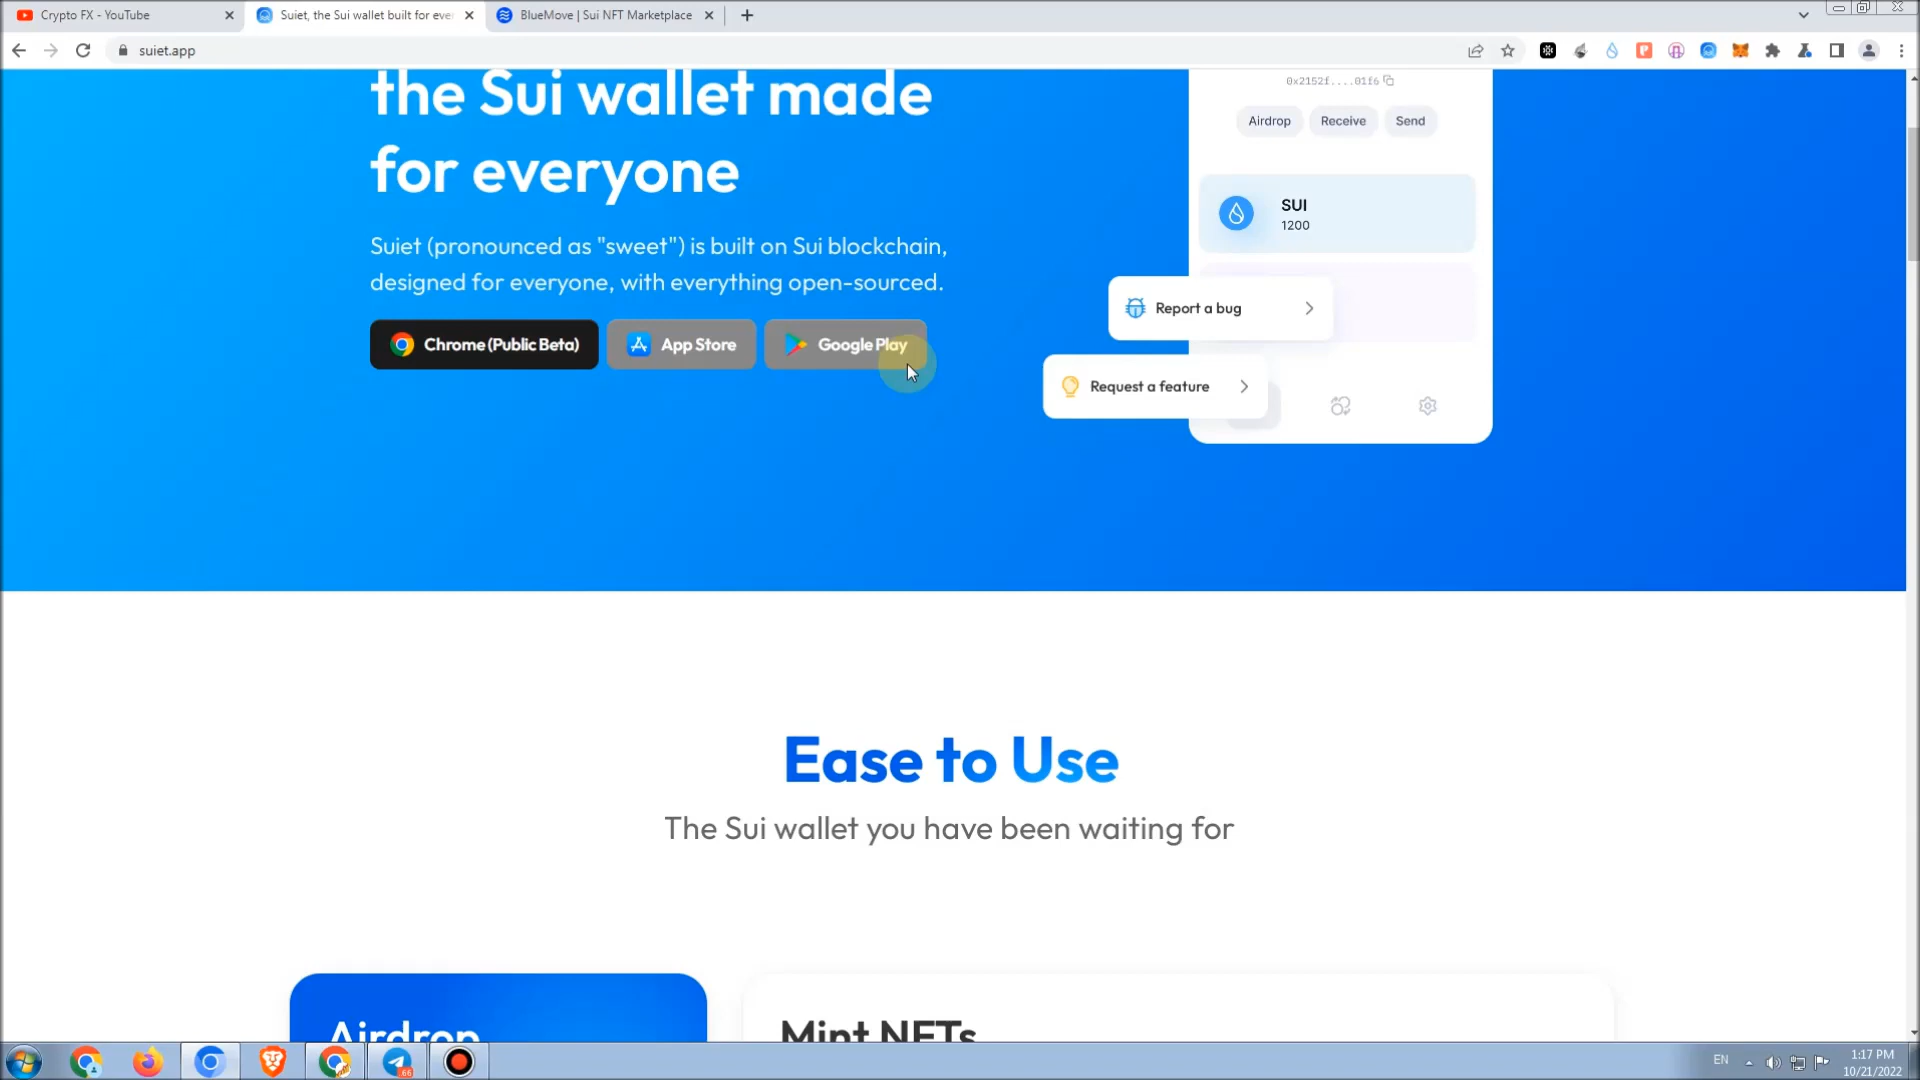 Crypto FX - YouTube
Suiet, the Sui wallet built for eve
BlueMove | Sui NFT Marketplace
suiet.app
the Sui wallet made
for everyone
Suiet (pronounced as "sweet") is built on Sui blockchain,
designed for everyone, with everything open-sourced.
Chrome (Public Beta)
App Store
Google Play
0x2152f....01f6
Airdrop
Receive
Send
SUI
1200
Report a bug
Request a feature
Ease to Use
The Sui wallet you have been waiting for
Airdrop
Mint NFTs
66
EN
1:17 PM
10/21/2022